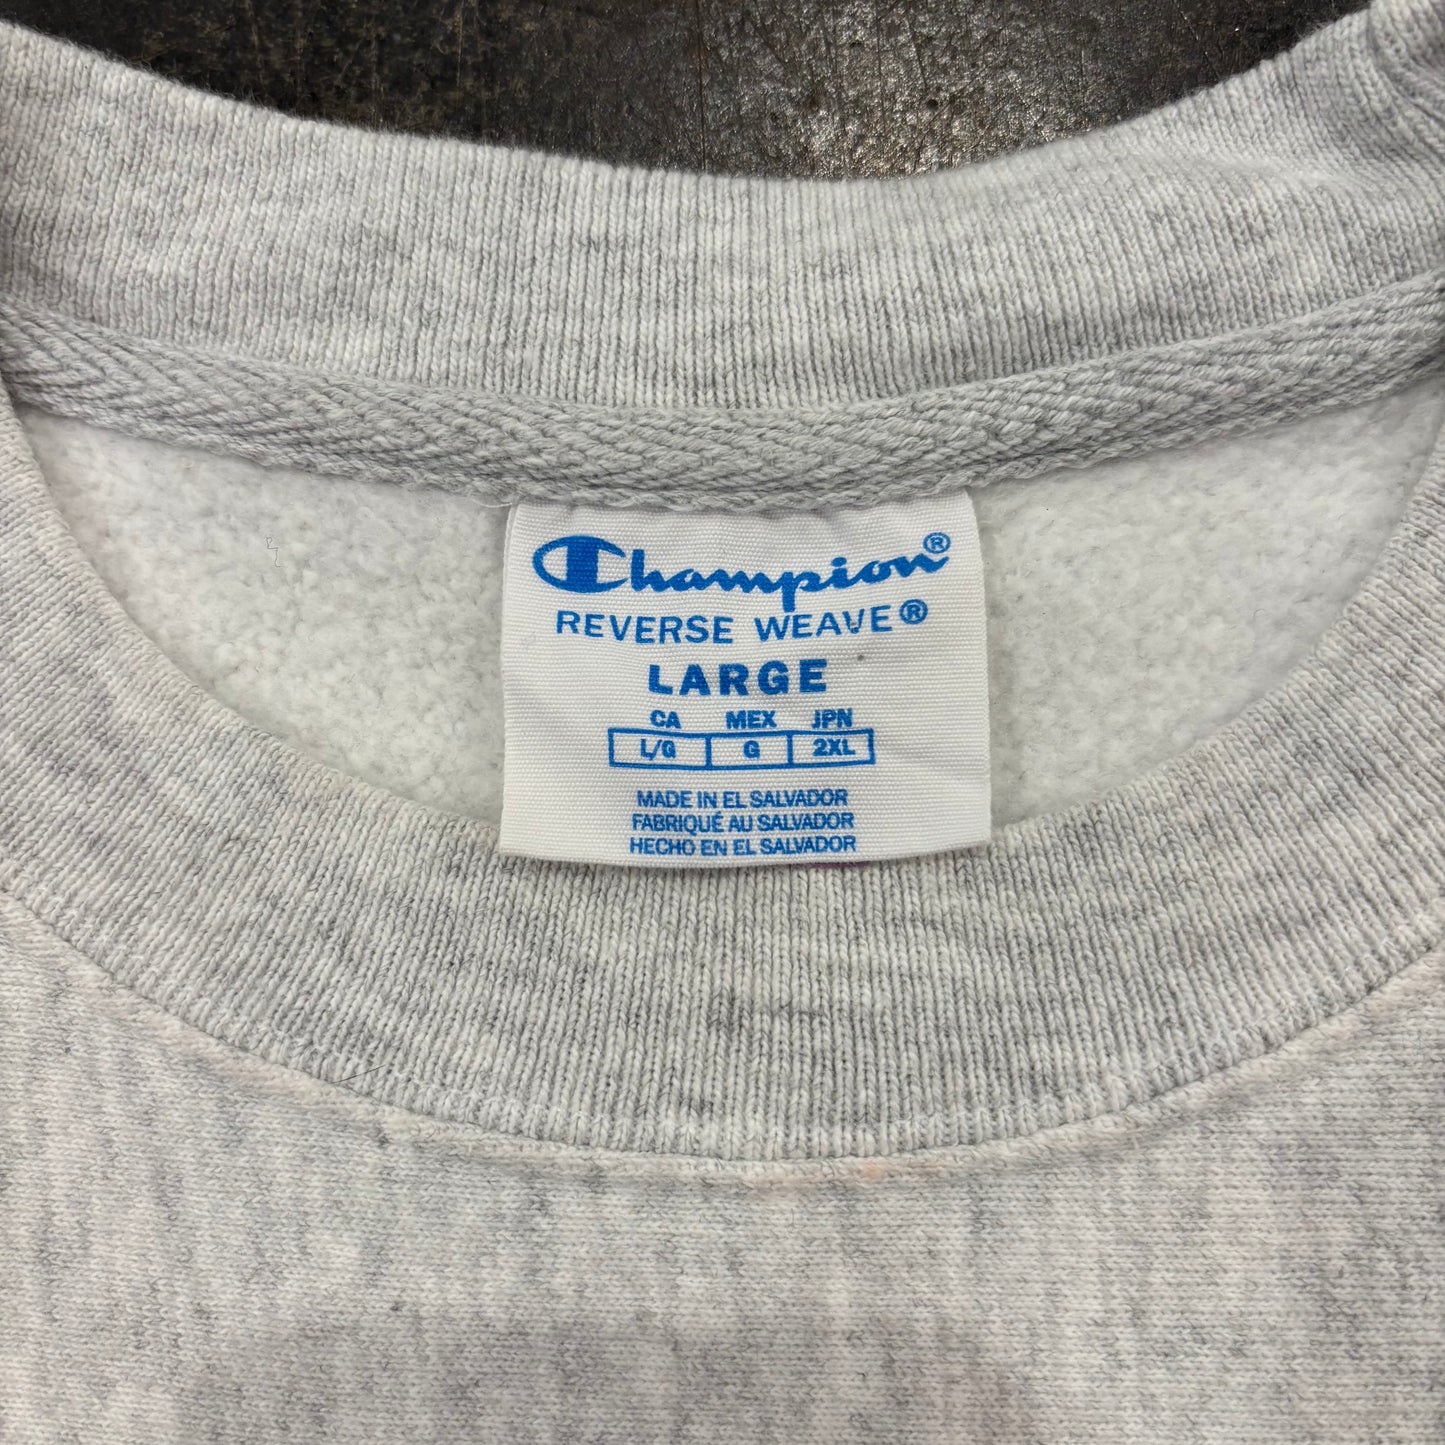 Champion®
REVERSE WEAVE®
LARGE
CA MEX JPN
L/G G 2XL
MADE IN EL SALVADOR
FABRIQUÉ AU SALVADOR
HECHO EN EL SALVADOR